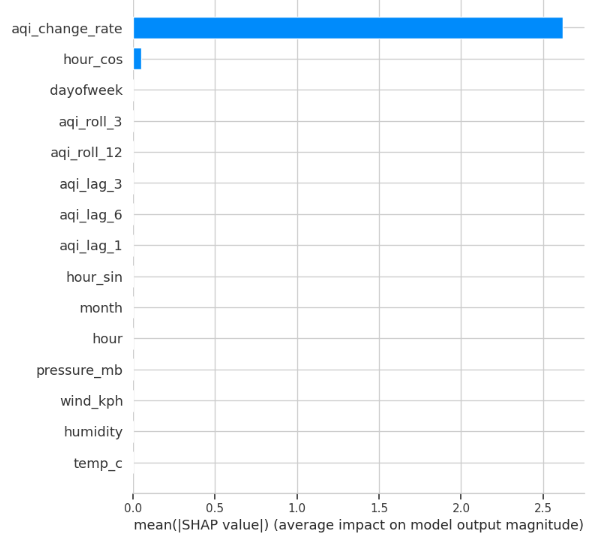 aqi_change_rate
hour_cos
dayofweek
aqi_roll_3
aqi_roll_12
aqi_lag_3
aqi_lag_6
aqi_lag_1
hour_sin
month
hour
pressure_mb
wind_kph
humidity
temp_c
0.0 0.5 1.0 1.5 2.0 2.5
mean(|SHAP value|) (average impact on model output magnitude)